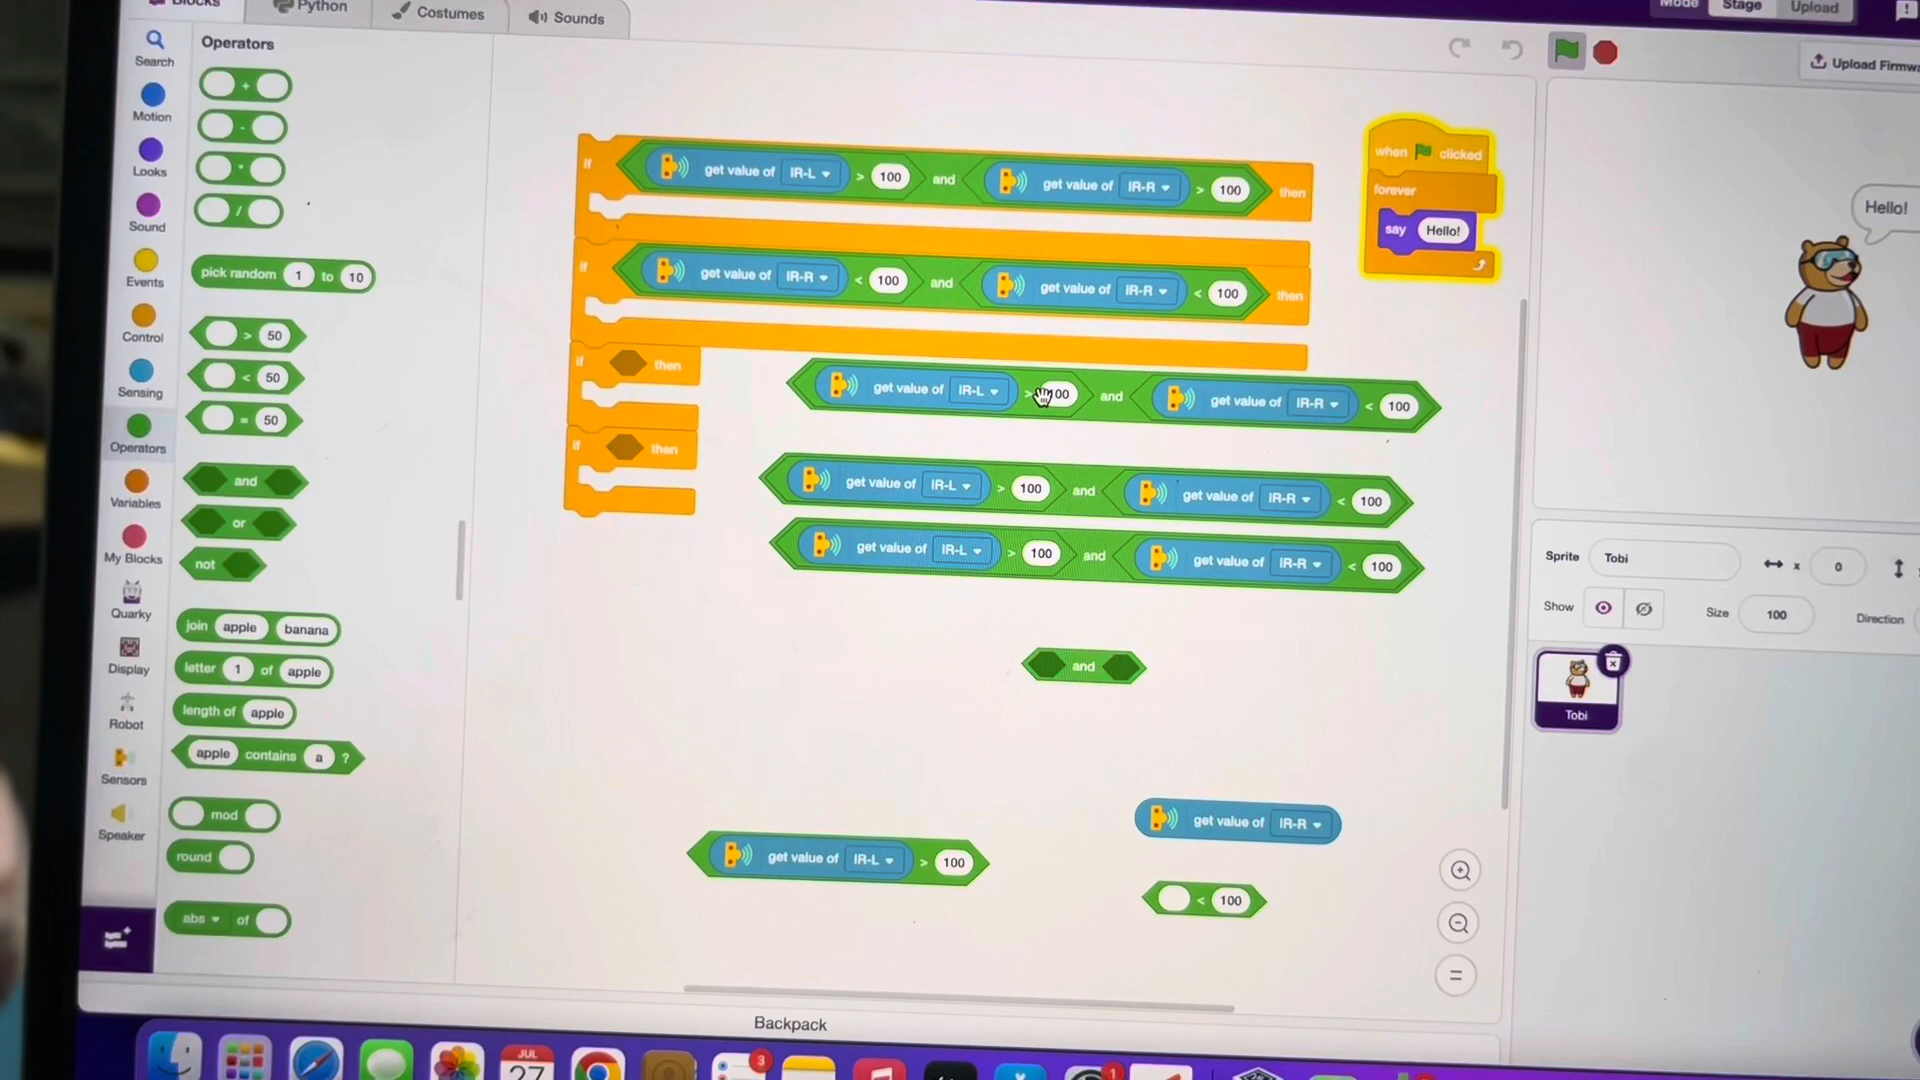 Blocks
Python
Costumes
Sounds
Mode
Stage
Upload
Search
Motion
Looks
Sound
Events
Control
Sensing
Operators
Variables
My Blocks
Quarky
Display
Robot
Sensors
Speaker
Operators
+
-
*
/
pick random 1 to 10
> 50
< 50
= 50
and
or
not
join apple banana
letter 1 of apple
length of apple
apple contains a ?
mod
round
abs of
if get value of IR-L > 100 and get value of IR-R > 100 then
if get value of IR-R < 100 and get value of IR-R < 100 then
if then
if then
get value of IR-L > 00 and get value of IR-R < 100
get value of IR-L > 100 and get value of IR-R < 100
get value of IR-L > 100 and get value of IR-R < 100
and
get value of IR-R
get value of IR-L > 100
< 100
when clicked
forever
say Hello!
Upload
Hello!
Sprite Tobi x 0
Show Size 100 Direction
Tobi
Backpack
JUL
27
3
1